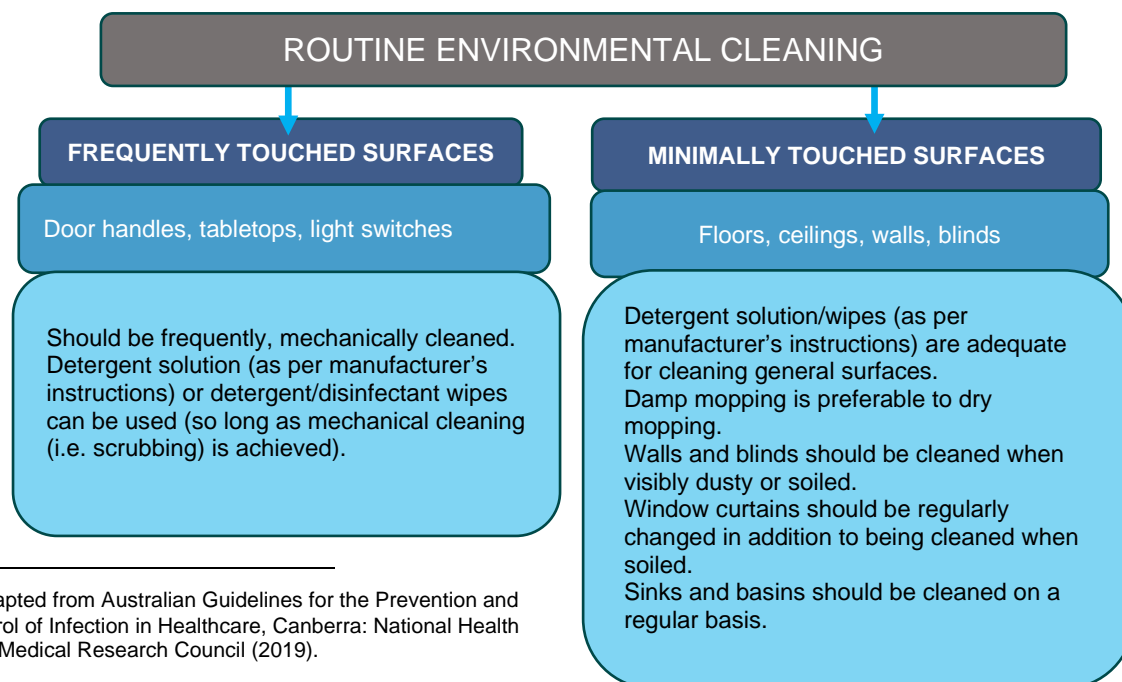 ROUTINE ENVIRONMENTAL CLEANING
FREQUENTLY TOUCHED SURFACES
Door handles, tabletops, light switches
Should be frequently, mechanically cleaned.
Detergent solution (as per manufacturer's
instructions) or detergent/disinfectant wipes
can be used (so long as mechanical cleaning
(i.e. scrubbing) is achieved).
MINIMALLY TOUCHED SURFACES
Floors, ceilings, walls, blinds
Detergent solution/wipes (as per
manufacturer's instructions) are adequate
for cleaning general surfaces.
Damp mopping is preferable to dry
mopping.
Walls and blinds should be cleaned when
visibly dusty or soiled.
Window curtains should be regularly
changed in addition to being cleaned when
soiled.
Sinks and basins should be cleaned on a
regular basis.
apted from Australian Guidelines for the Prevention and
rol of Infection in Healthcare, Canberra: National Health
Medical Research Council (2019).